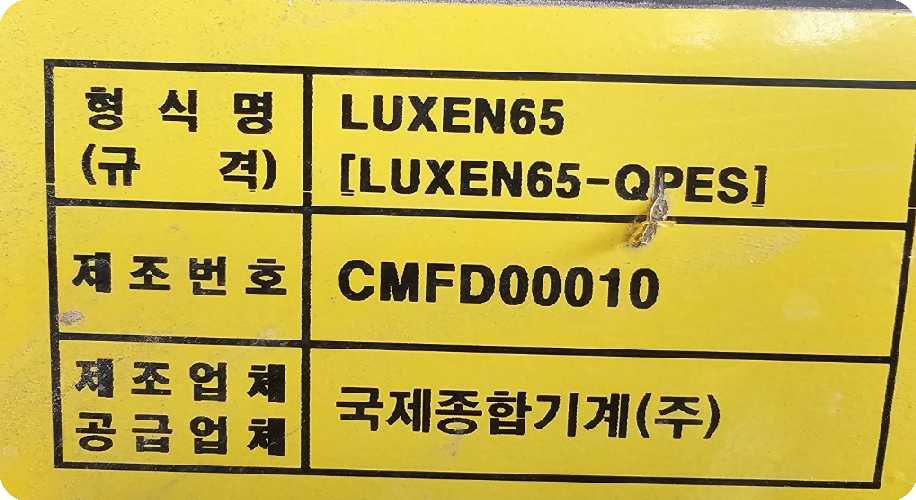 형식명 LUXEN65
(규격) [LUXEN65-QPES]
제조번호 CMFD00010
제조업체
공급업체 국제종합기계(주)